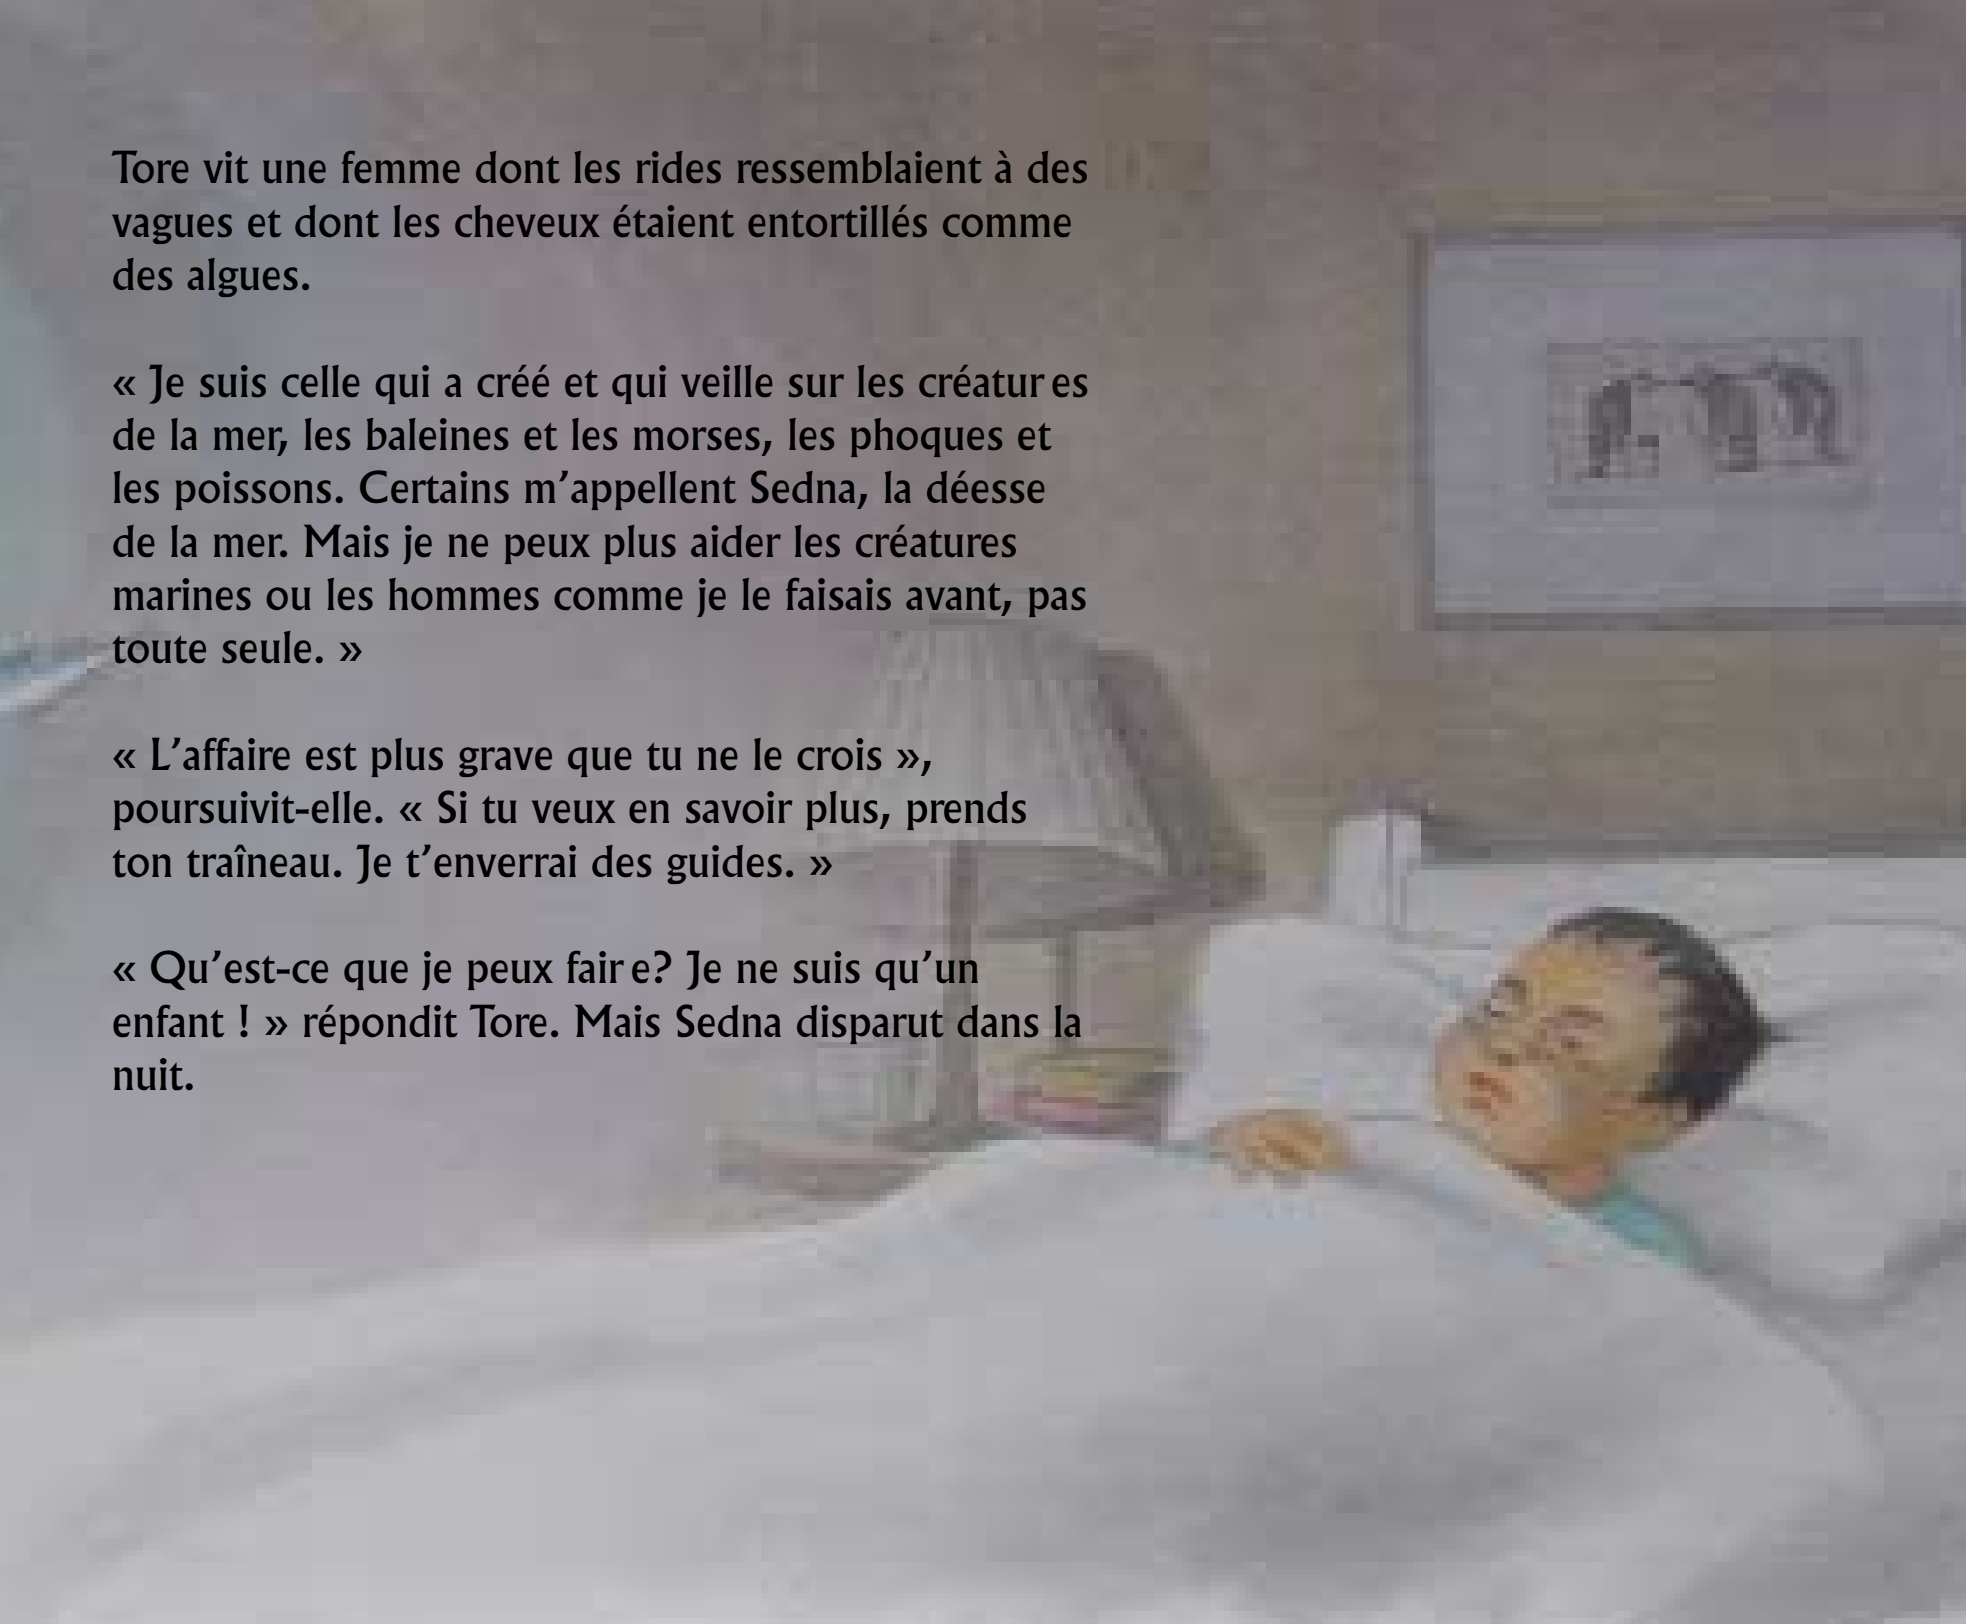 Tore vit une femme dont les rides ressemblaient à des
vagues et dont les cheveux étaient entortillés comme
des algues.
« Je suis celle qui a créé et qui veille sur les créatures
de la mer, les baleines et les morses, les phoques et
les poissons. Certains m’appellent Sedna, la déesse
de la mer. Mais je ne peux plus aider les créatures
marines ou les hommes comme je le faisais avant, pas
toute seule. »
« L’affaire est plus grave que tu ne le crois »,
poursuivit-elle. « Si tu veux en savoir plus, prends
ton traîneau. Je t’enverrai des guides. »
« Qu’est-ce que je peux faire? Je ne suis qu’un
enfant ! » répondit Tore. Mais Sedna disparut dans la
nuit.